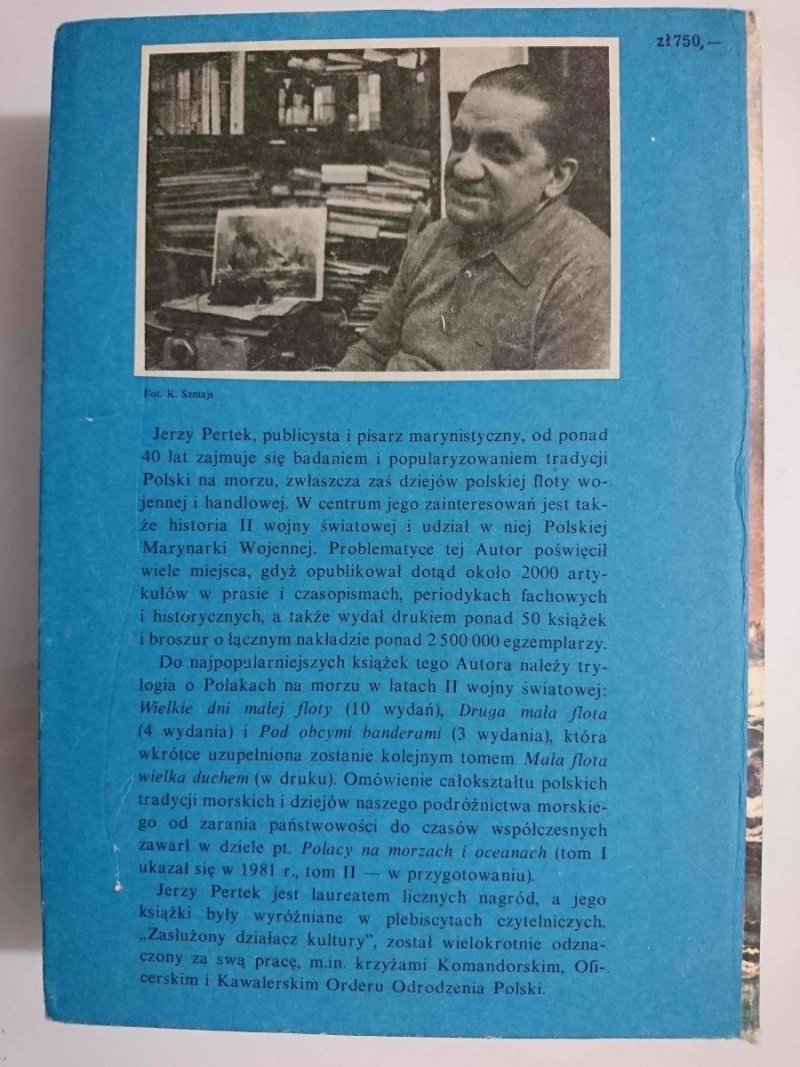 zł 750,—
Fot. K. Szmajs
Jerzy Pertek, publicysta i pisarz marynistyczny, od ponad
40 lat zajmuje się badaniem i popularyzowaniem tradycji
Polski na morzu, zwłaszcza zaś dziejów polskiej floty wo-
jennej i handlowej. W centrum jego zainteresowań jest tak-
że historia II wojny światowej i udział w niej Polskiej
Marynarki Wojennej. Problematyce tej Autor poświęcił
wiele miejsca, gdyż opublikował dotąd około 2000 arty-
kułów w prasie i czasopismach, periodykach fachowych
i historycznych, a także wydał drukiem ponad 50 książek
i broszur o łącznym nakładzie ponad 2 500 000 egzemplarzy.
Do najpopularniejszych książek tego Autora należy try-
logia o Polakach na morzu w latach II wojny światowej:
Wielkie dni małej floty (10 wydań), Druga mała flota
(4 wydania) i Pod obcymi banderami (3 wydania), która
wkrótce uzupełniona zostanie kolejnym tomem Mała flota
wielka duchem (w druku). Omówienie całokształtu polskich
tradycji morskich i dziejów naszego podróżnictwa morskie-
go od zarania państwowości do czasów współczesnych
zawarł w dziele pt. Polacy na morzach i oceanach (tom I
ukazał się w 1981 r., tom II — w przygotowaniu).
Jerzy Pertek jest laureatem licznych nagród, a jego
książki były wyróżniane w plebiscytach czytelniczych.
„Zasłużony działacz kultury”, został wielokrotnie odzna-
czony za swą pracę, m.in. krzyżami Komandorskim, Ofi-
cerskim i Kawalerskim Orderu Odrodzenia Polski.